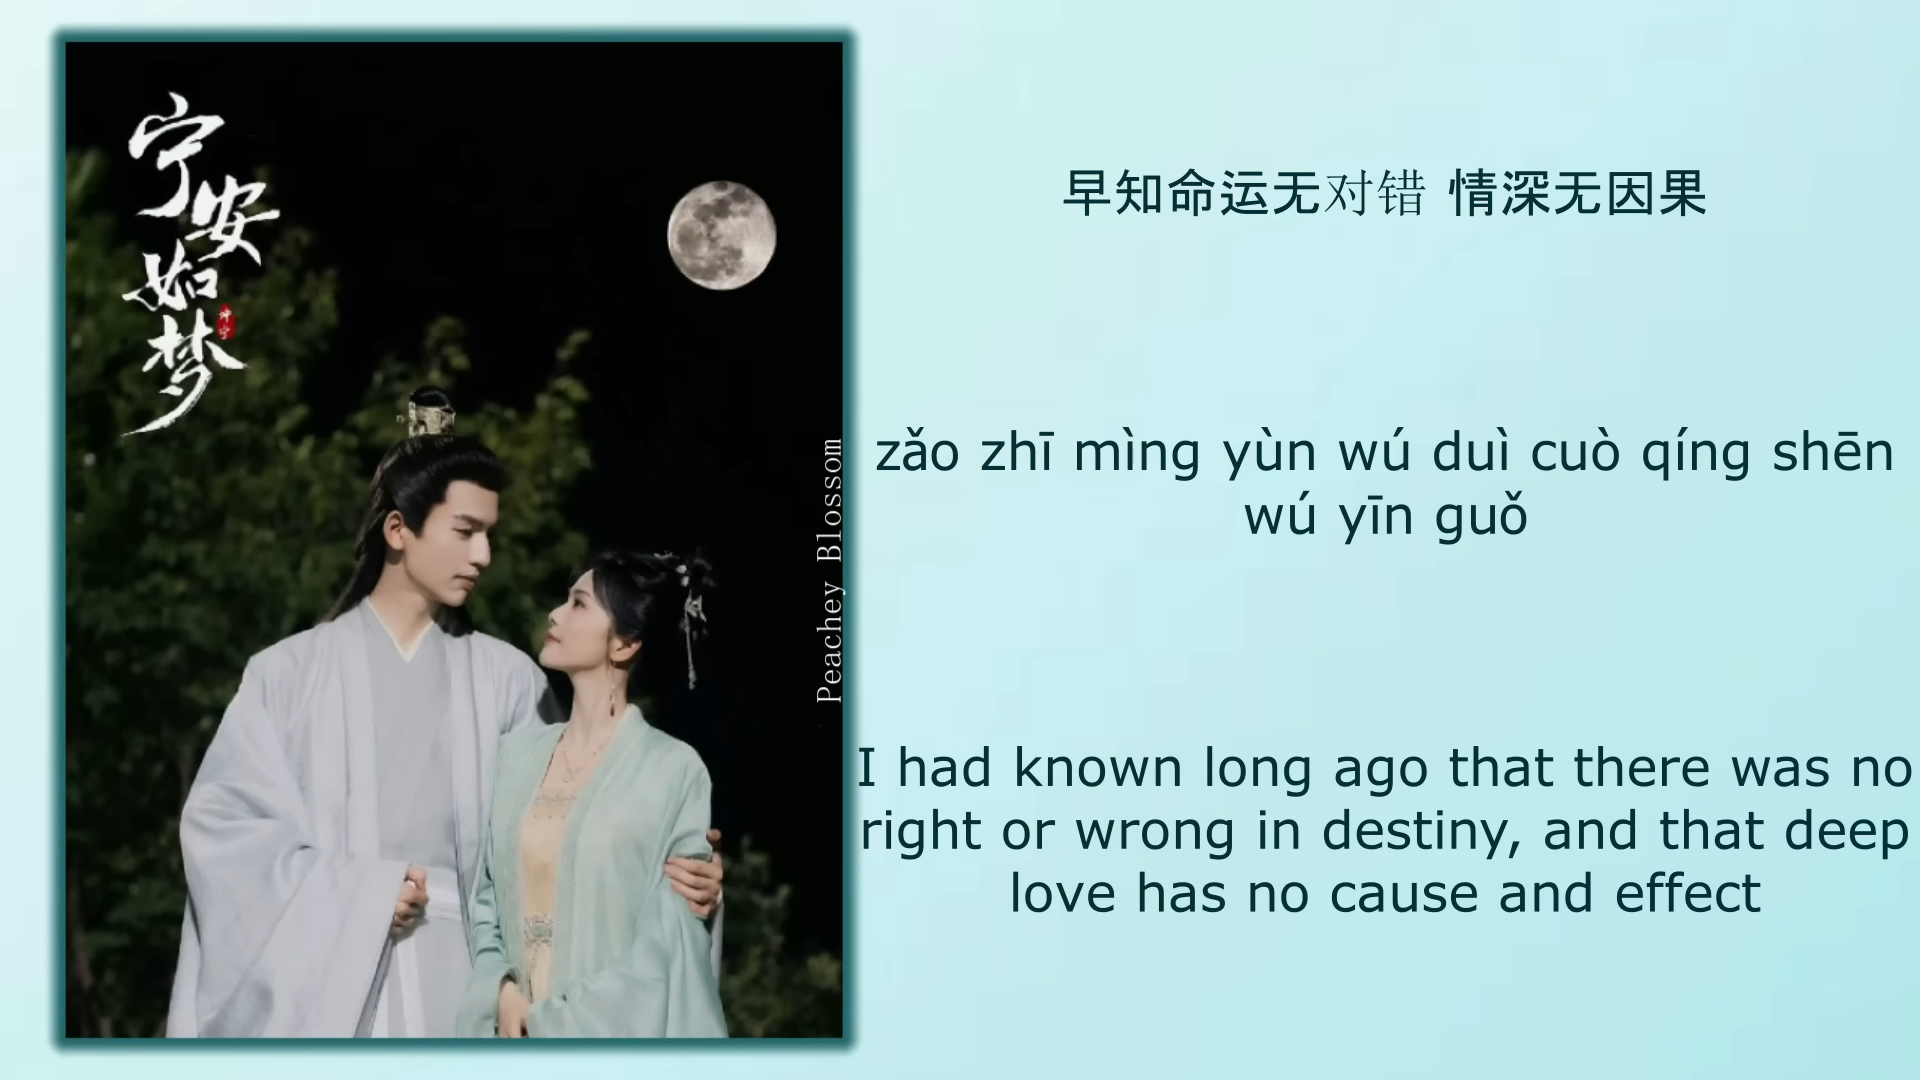 宁安如梦
坤宁
Peachey Blossom
早知命运无对错 情深无因果
zǎo zhī mìng yùn wú duì cuò qíng shēn
wú yīn guǒ
I had known long ago that there was no
right or wrong in destiny, and that deep
love has no cause and effect